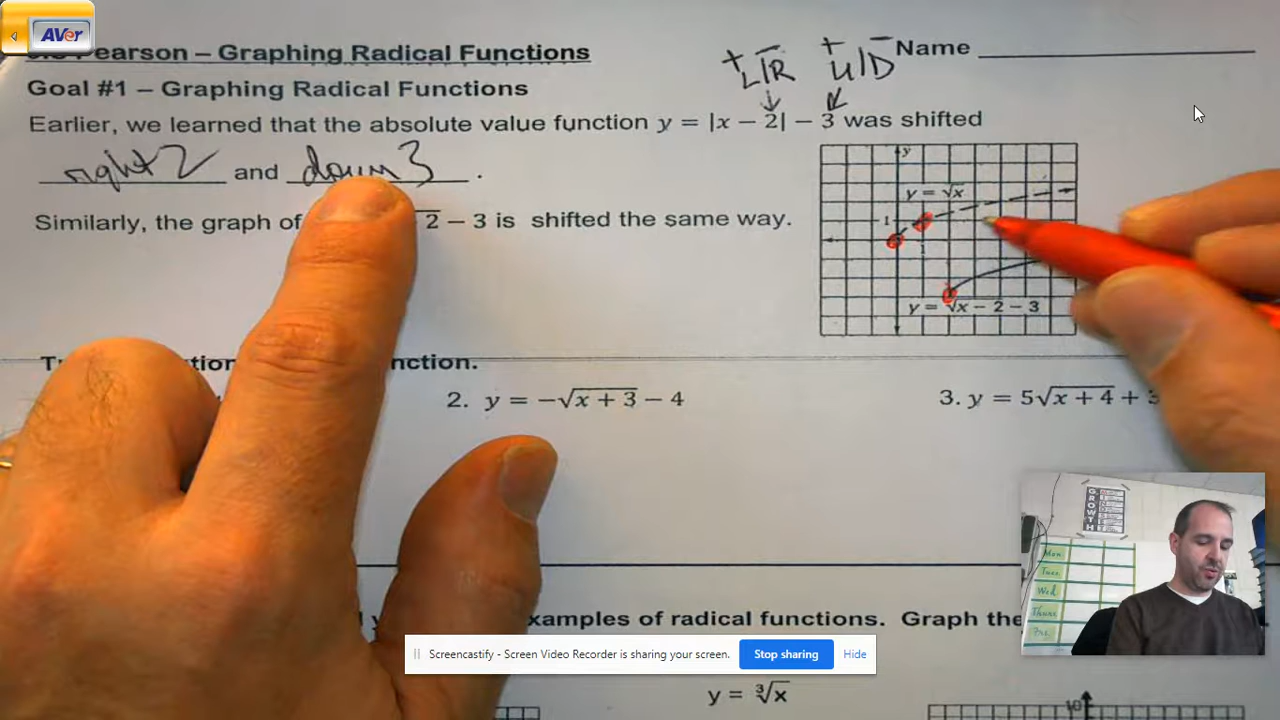 AVer
Pearson – Graphing Radical Functions
+ − + −
L/R U/D
Name
Goal #1 – Graphing Radical Functions
Earlier, we learned that the absolute value function y = |x − 2| − 3 was shifted
right 2 and down 3 .
Similarly, the graph of 2 − 3 is shifted the same way.
y
y = √x
1
1
y = √x − 2 − 3
nction.
2. y = −√x + 3 − 4
3. y = 5√x + 4 + 3
GROWTH
Mon
Tues
Wed
Thurs
Fri
xamples of radical functions. Graph the
Screencastify - Screen Video Recorder is sharing your screen.
Stop sharing
Hide
y = ∛x
10